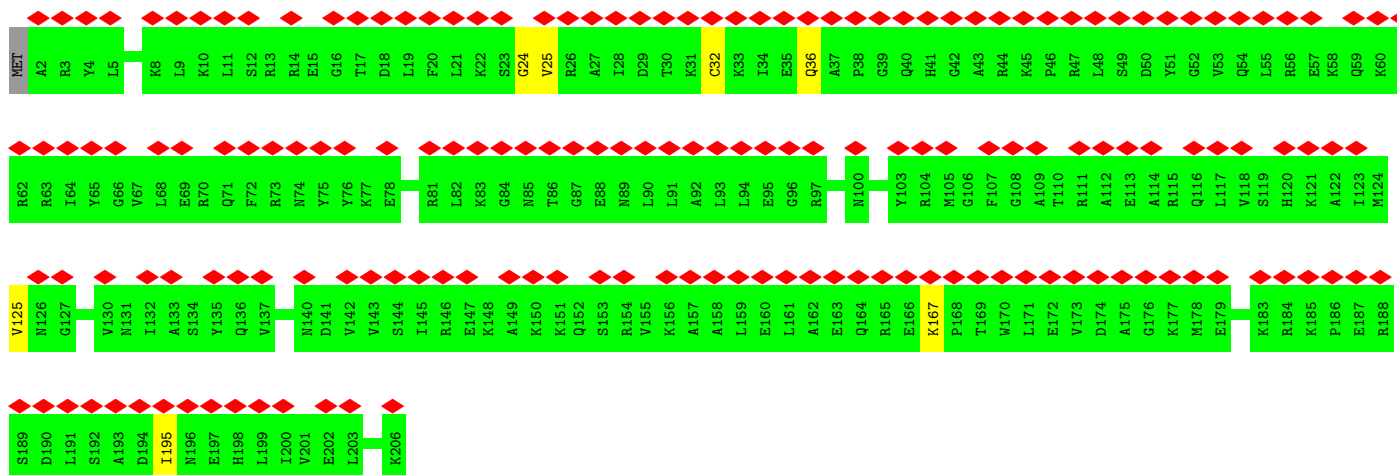 MET A2 R3 Y4 L5 K8 L9 K10 L11 S12 R13 R14 E15 G16 T17 D18 L19 F20 L21 K22 S23 G24 V25 R26 A27 I28 D29 T30 K31 C32 K33 I34 E35 Q36 A37 P38 G39 Q40 H41 G42 A43 R44 K45 P46 R47 L48 S49 D50 Y51 G52 V53 Q54 L55 R56 E57 K58 Q59 K60
R62 R63 I64 Y65 G66 V67 L68 E69 R70 Q71 F72 R73 N74 Y75 Y76 K77 E78 R81 L82 K83 G84 N85 T86 G87 E88 N89 L90 L91 A92 L93 L94 E95 G96 R97 N100 Y103 R104 M105 G106 F107 G108 A109 T110 R111 A112 E113 A114 R115 Q116 L117 V118 S119 H120 K121 A122 I123 M124
V125 N126 G127 V130 N131 I132 A133 S134 Y135 Q136 V137 N140 D141 V142 V143 S144 I145 R146 E147 K148 A149 K150 K151 Q152 S153 R154 V155 K156 A157 A158 L159 E160 L161 A162 E163 Q164 R165 E166 K167 P168 T169 W170 L171 E172 V173 D174 A175 G176 K177 M178 E179 K183 R184 K185 P186 E187 R188
S189 D190 L191 S192 A193 D194 I195 N196 E197 H198 L199 I200 V201 E202 L203 K206